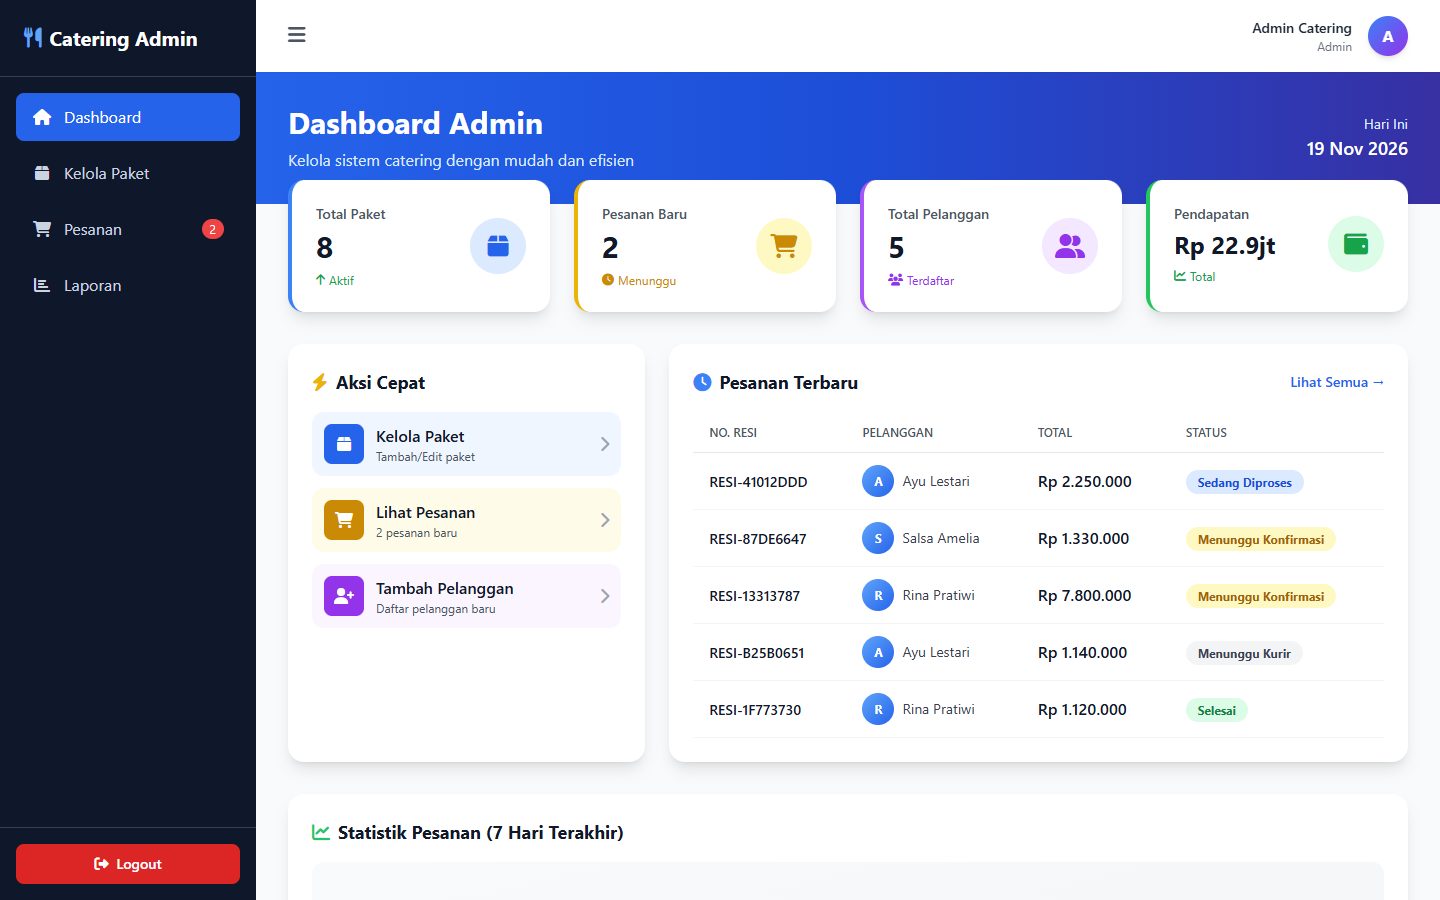 Catering Admin
Dashboard
Kelola Paket
Pesanan 2
Laporan
Logout
Admin Catering
Admin
A
Dashboard Admin
Kelola sistem catering dengan mudah dan efisien
Hari Ini
19 Nov 2026
Total Paket
8
Aktif
Pesanan Baru
2
Menunggu
Total Pelanggan
5
Terdaftar
Pendapatan
Rp 22.9jt
Total
Aksi Cepat
Kelola Paket
Tambah/Edit paket
Lihat Pesanan
2 pesanan baru
Tambah Pelanggan
Daftar pelanggan baru
Pesanan Terbaru
Lihat Semua →
NO. RESI PELANGGAN TOTAL STATUS
RESI-41012DDD A Ayu Lestari Rp 2.250.000 Sedang Diproses
RESI-87DE6647 S Salsa Amelia Rp 1.330.000 Menunggu Konfirmasi
RESI-13313787 R Rina Pratiwi Rp 7.800.000 Menunggu Konfirmasi
RESI-B25B0651 A Ayu Lestari Rp 1.140.000 Menunggu Kurir
RESI-1F773730 R Rina Pratiwi Rp 1.120.000 Selesai
Statistik Pesanan (7 Hari Terakhir)